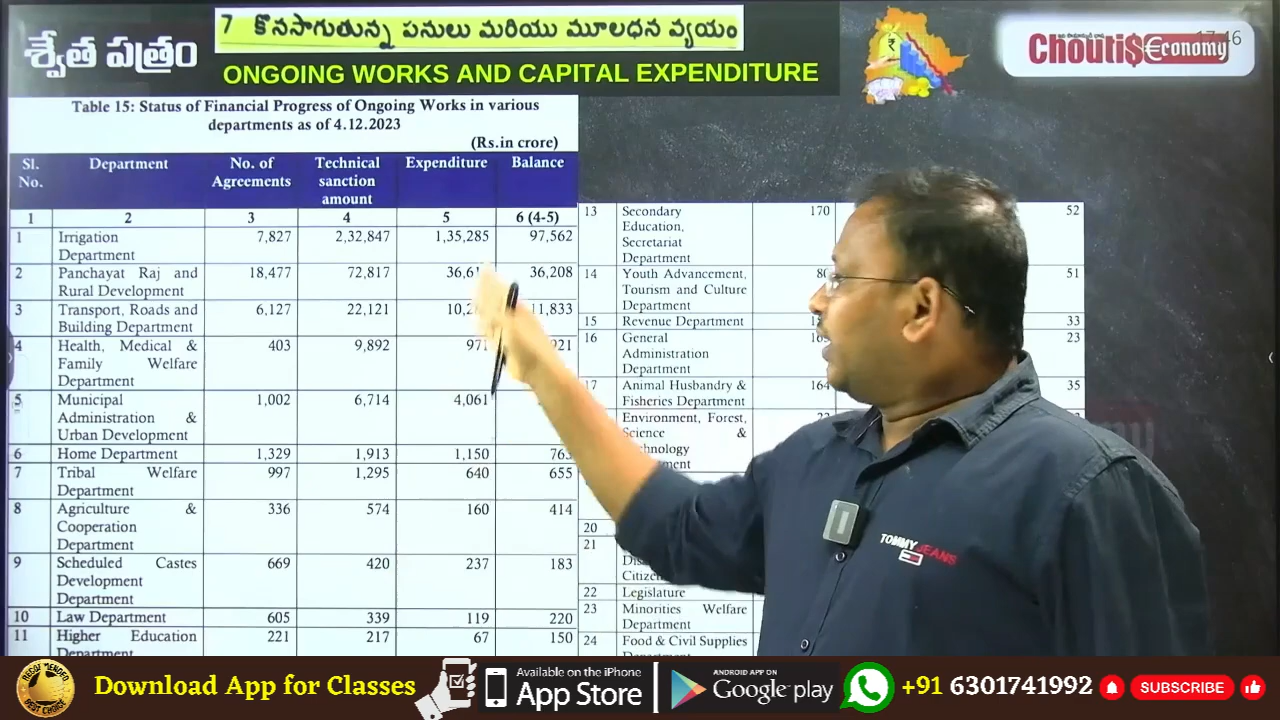 శ్వేత పత్రం
7 కొనసాగుతున్న పనులు మరియు మూలధన వ్యయం
ONGOING WORKS AND CAPITAL EXPENDITURE
Chouti$ €conomy
17:46
Table 15: Status of Financial Progress of Ongoing Works in various
departments as of 4.12.2023
(Rs.in crore)
Sl. No. Department No. of Agreements Technical sanction amount Expenditure Balance
1 2 3 4 5 6 (4-5)
1 Irrigation Department 7,827 2,32,847 1,35,285 97,562
2 Panchayat Raj and Rural Development 18,477 72,817 36,208
3 Transport, Roads and Building Department 6,127 22,121 11,833
4 Health, Medical & Family Welfare Department 403 9,892 971
5 Municipal Administration & Urban Development 1,002 6,714 4,061
6 Home Department 1,329 1,913 1,150
7 Tribal Welfare Department 997 1,295 640 655
8 Agriculture & Cooperation Department 336 574 160 414
9 Scheduled Castes Development Department 669 420 237 183
10 Law Department 605 339 119 220
11 Higher Education Department 221 217 67 150
13 Secondary Education, Secretariat Department 170 52
14 Youth Advancement, Tourism and Culture Department 51
15 Revenue Department 33
16 General Administration Department 23
17 Animal Husbandry & Fisheries Department 164 35
Environment, Forest, Science &
20
21
22 Legislature
23 Minorities Welfare Department
24 Food & Civil Supplies
TOMMY JEANS
Download App for Classes
Available on the iPhone
App Store
ANDROID APP ON
Google play
+91 6301741992
SUBSCRIBE